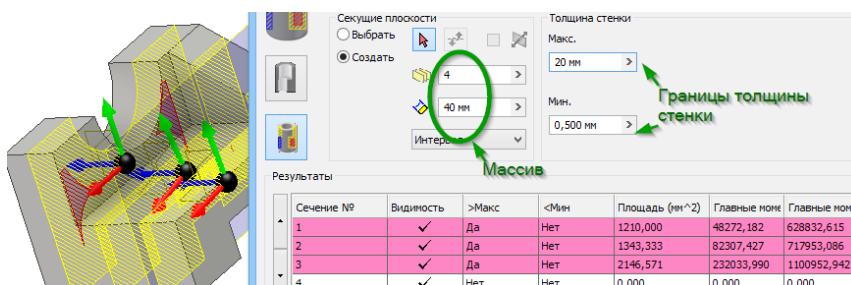 Секущие плоскости
Выбрать
Создать
4
40 мм
Массив
Толщина стенки
Макс.
20 мм
Мин.
0,500 мм
Границы толщины
стенки
Результаты
Сечение № Видимость >Макс <Мин Площадь (мм^2) Главные Главные
1 Да Нет 1210,000 48272,182 628832,615
2 Да Нет 1343,333 82307,427 717953,086
3 Да Нет 2146,571 232033,990 1100952,942
4 Нет Нет 0,000 0,000 0,000